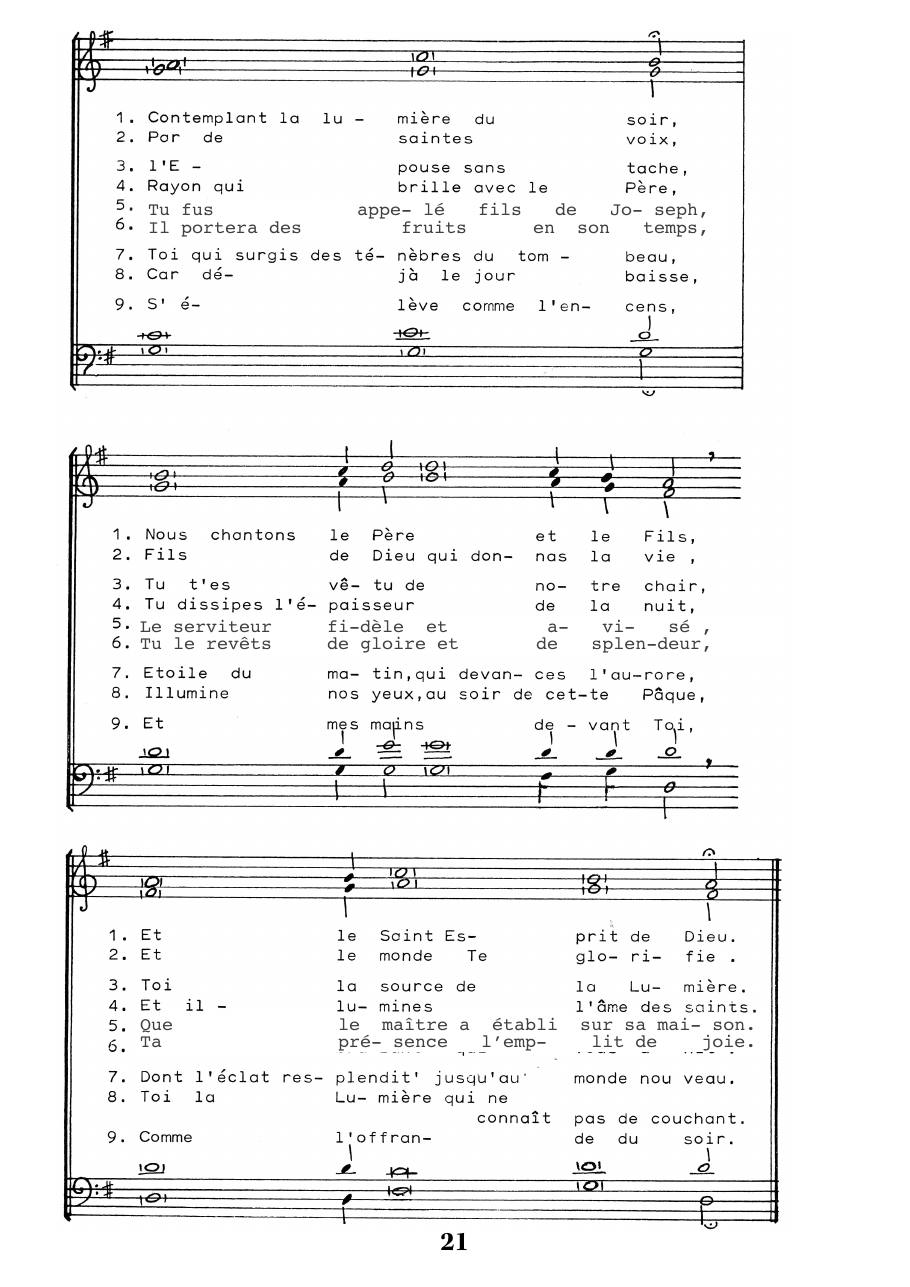 1. Contemplant la lu - mière du soir,
2. Par de saintes voix,
3. l'E - pouse sans tache,
4. Rayon qui brille avec le Père,
5. Tu fus appe- lé fils de Jo- seph,
6. Il portera des fruits en son temps,
7. Toi qui surgis des té- nèbres du tom - beau,
8. Car dé- jà le jour baisse,
9. S' é- lève comme l'en- cens,
1. Nous chantons le Père et le Fils,
2. Fils de Dieu qui don- nas la vie ,
3. Tu t'es vê- tu de no- tre chair,
4. Tu dissipes l'é- paisseur de la nuit,
5. Le serviteur fi-dèle et a- vi- sé ,
6. Tu le revêts de gloire et de splen-deur,
7. Etoile du ma- tin,qui devan- ces l'au-rore,
8. Illumine nos yeux,au soir de cet-te Pâque,
9. Et mes mains de - vant Toi,
1. Et le Saint Es- prit de Dieu.
2. Et le monde Te glo- ri- fie .
3. Toi la source de la Lu- mière.
4. Et il - lu- mines l'âme des saints.
5. Que le maître a établi sur sa mai- son.
6. Ta pré- sence l’emp- lit de joie.
7. Dont l'éclat res- plendit' jusqu'au' monde nou veau.
8. Toi la Lu- mière qui ne
connaît pas de couchant.
9. Comme l'offran- de du soir.
21